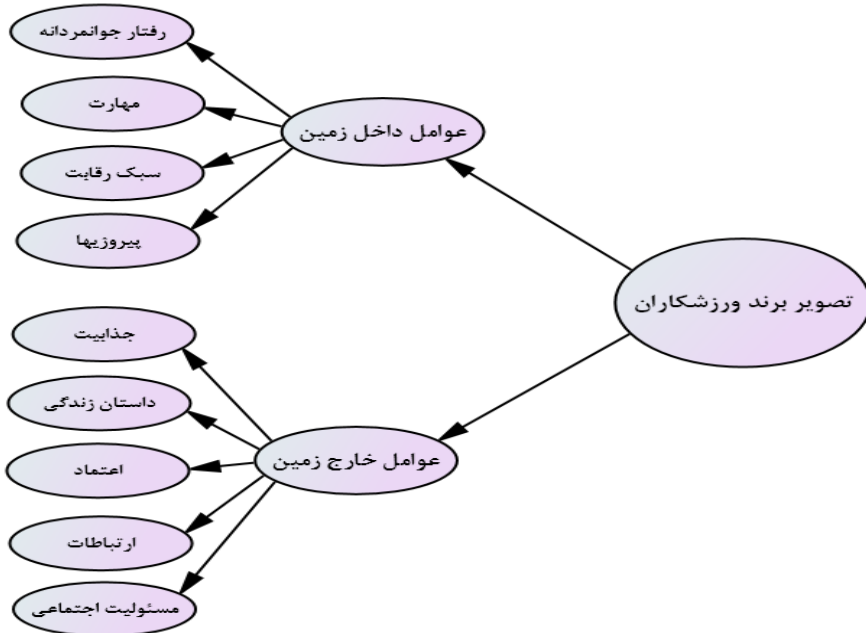 تصویر برند ورزشکاران
عوامل داخل زمین
رفتار جوانمردانه
مهارت
سبک رقابت
پیروزیها
عوامل خارج زمین
جذابیت
داستان زندگی
اعتماد
ارتباطات
مسئولیت اجتماعی